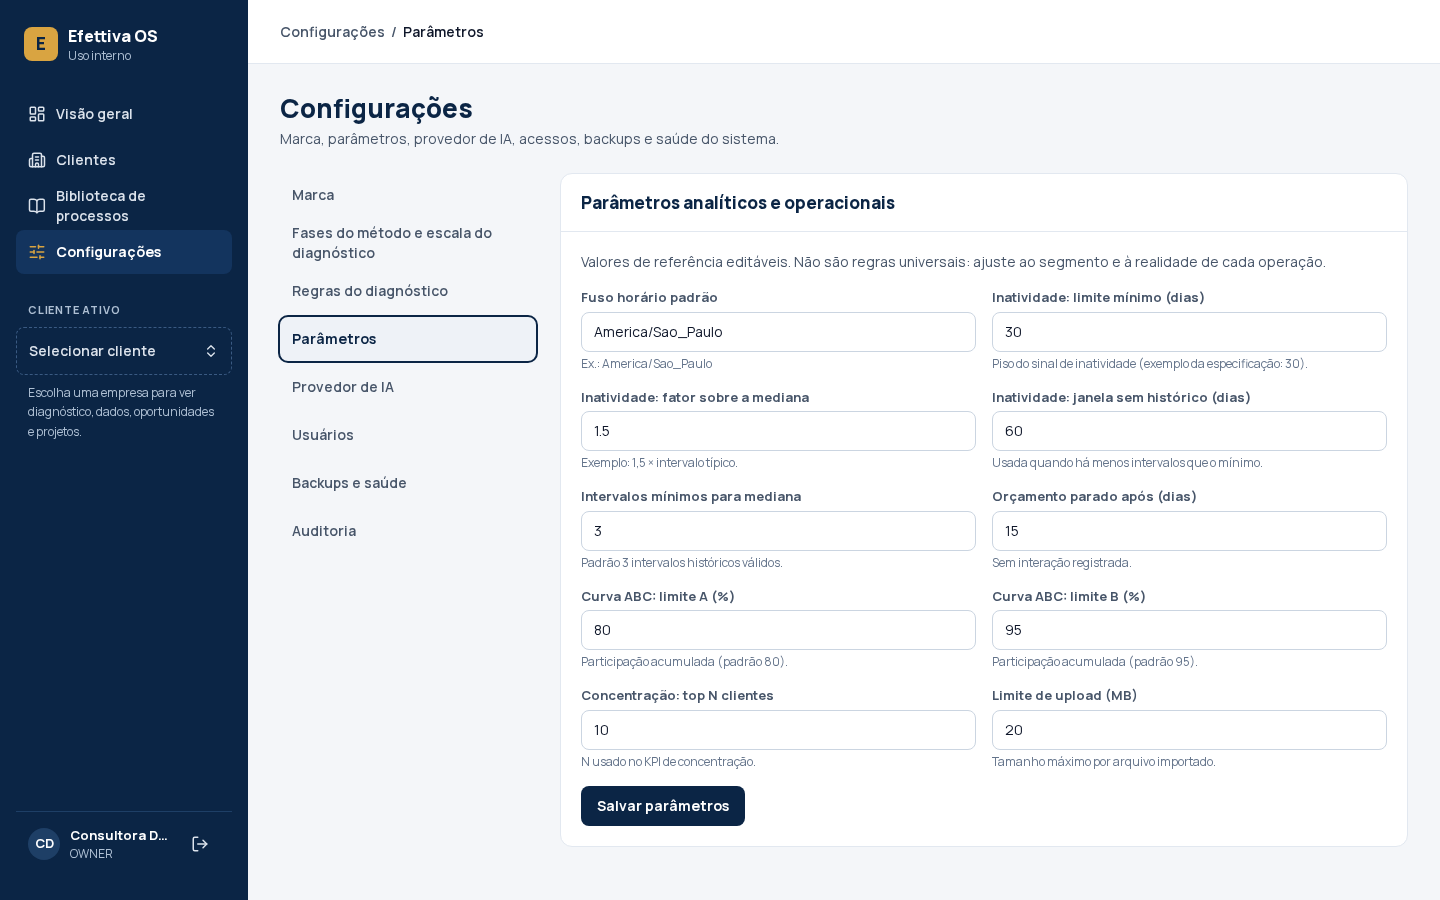 E
Efettiva OS
Uso interno
Visão geral
Clientes
Biblioteca de
processos
Configurações
CLIENTE ATIVO
Selecionar cliente
Escolha uma empresa para ver
diagnóstico, dados, oportunidades
e projetos.
CD
Consultora D...
OWNER
Configurações / Parâmetros
Configurações
Marca, parâmetros, provedor de IA, acessos, backups e saúde do sistema.
Marca
Fases do método e escala do
diagnóstico
Regras do diagnóstico
Parâmetros
Provedor de IA
Usuários
Backups e saúde
Auditoria
Parâmetros analíticos e operacionais
Valores de referência editáveis. Não são regras universais: ajuste ao segmento e à realidade de cada operação.
Fuso horário padrão
America/Sao_Paulo
Ex.: America/Sao_Paulo
Inatividade: limite mínimo (dias)
30
Piso do sinal de inatividade (exemplo da especificação: 30).
Inatividade: fator sobre a mediana
1.5
Exemplo: 1,5 × intervalo típico.
Inatividade: janela sem histórico (dias)
60
Usada quando há menos intervalos que o mínimo.
Intervalos mínimos para mediana
3
Padrão 3 intervalos históricos válidos.
Orçamento parado após (dias)
15
Sem interação registrada.
Curva ABC: limite A (%)
80
Participação acumulada (padrão 80).
Curva ABC: limite B (%)
95
Participação acumulada (padrão 95).
Concentração: top N clientes
10
N usado no KPI de concentração.
Limite de upload (MB)
20
Tamanho máximo por arquivo importado.
Salvar parâmetros